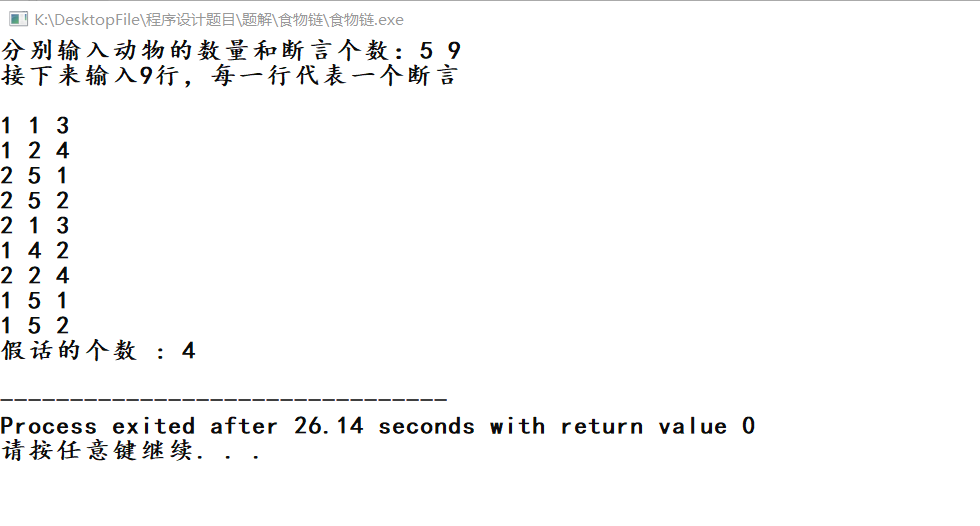 K:\DesktopFile\程序设计题目\题解\食物链\食物链.exe
分别输入动物的数量和断言个数：5 9
接下来输入9行，每一行代表一个断言
1 1 3
1 2 4
2 5 1
2 5 2
2 1 3
1 4 2
2 2 4
1 5 1
1 5 2
假话的个数 : 4
--------------------------------
Process exited after 26.14 seconds with return value 0
请按任意键继续. . .